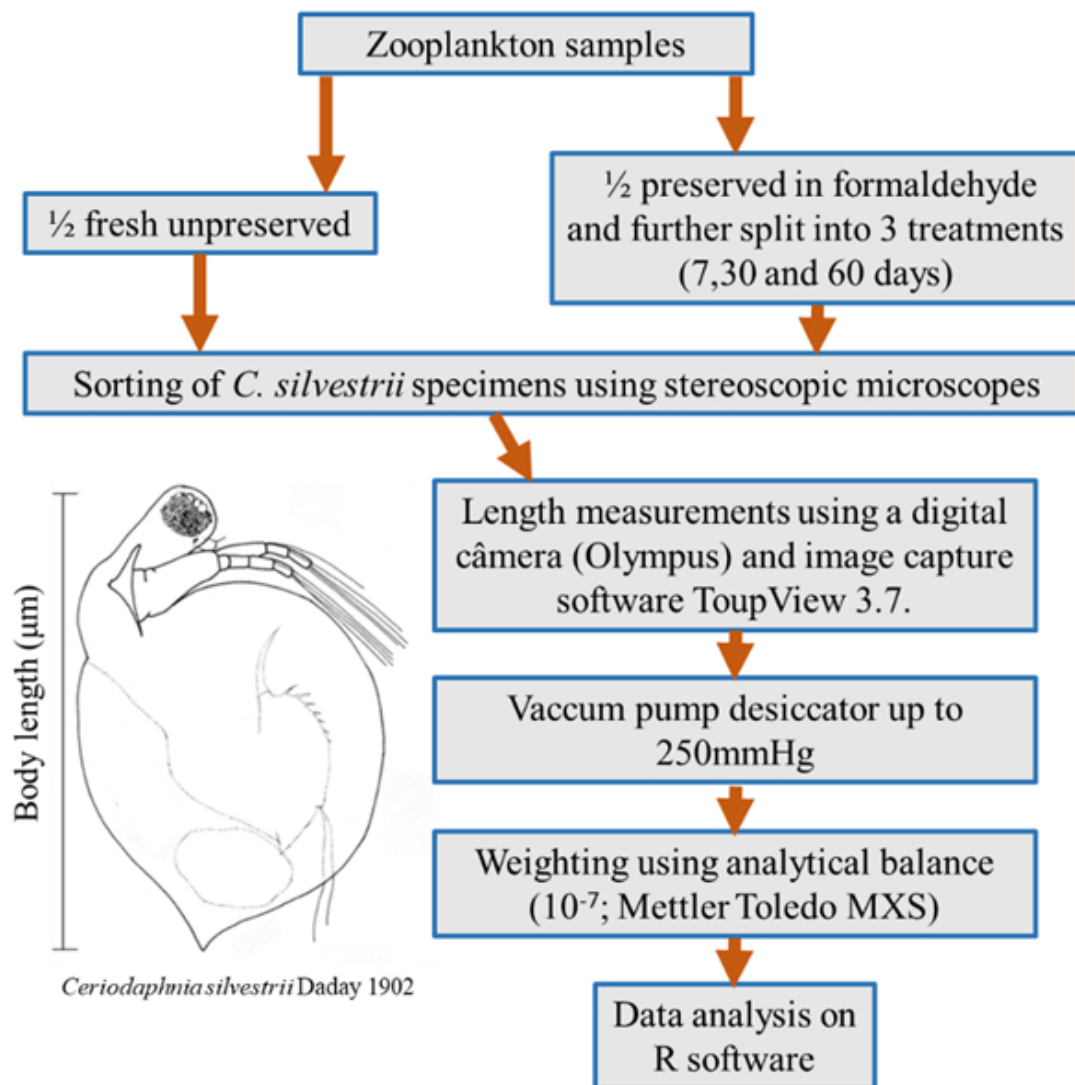 Zooplankton samples
½ fresh unpreserved
½ preserved in formaldehyde
and further split into 3 treatments
(7,30 and 60 days)
Sorting of C. silvestrii specimens using stereoscopic microscopes
Length measurements using a digital
câmera (Olympus) and image capture
software ToupView 3.7.
Vaccum pump desiccator up to
250mmHg
Weighting using analytical balance
(10⁻⁷; Mettler Toledo MXS)
Data analysis on
R software
Body length (µm)
Ceriodaphnia silvestrii Daday 1902